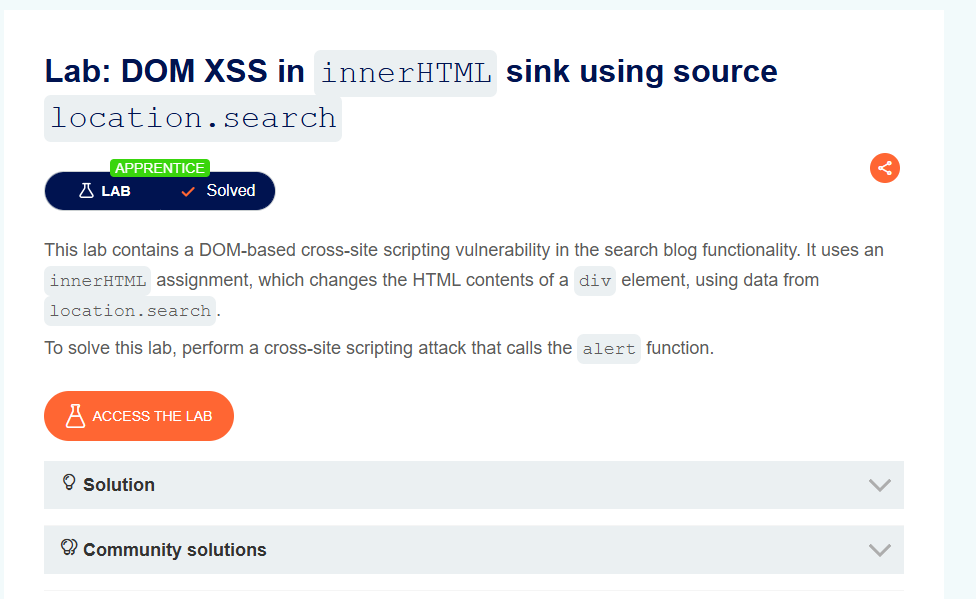 Lab: DOM XSS in innerHTML sink using source
location.search
APPRENTICE
LAB Solved
This lab contains a DOM-based cross-site scripting vulnerability in the search blog functionality. It uses an
innerHTML assignment, which changes the HTML contents of a div element, using data from
location.search.
To solve this lab, perform a cross-site scripting attack that calls the alert function.
ACCESS THE LAB
Solution
Community solutions